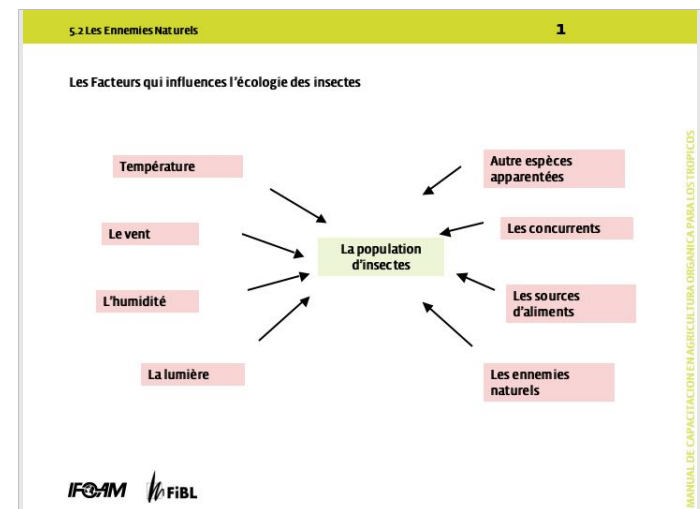 5.2 Les Ennemies Naturels
1
Les Facteurs qui influences l'écologie des insectes
Température
Le vent
L'humidité
La lumière
La population
d'insectes
Autre espèces
apparentées
Les concurrents
Les sources
d'aliments
Les ennemies
naturels
MANUAL DE CAPACITACION EN AGRICULTURA ORGANICA PARA LOS TROPICOS
IFOAM
FiBL